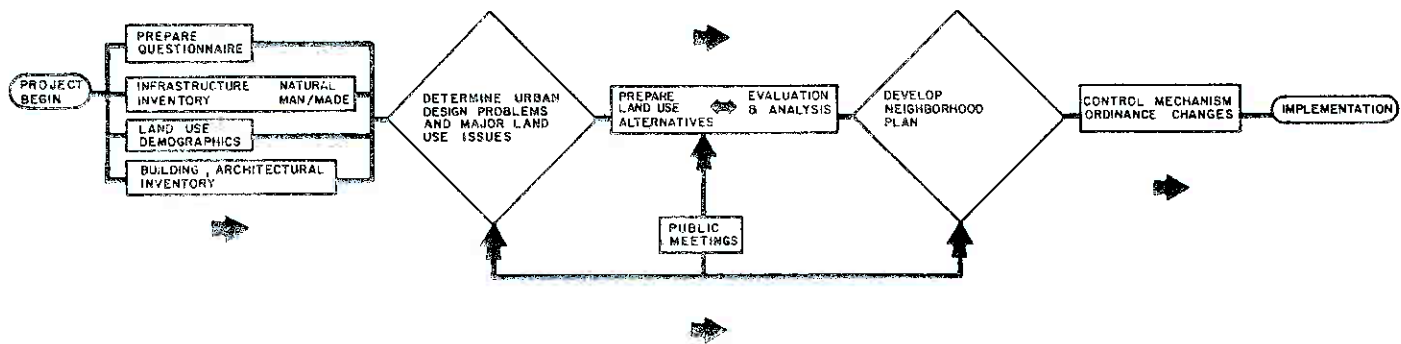 PROJECT
BEGIN
PREPARE
QUESTIONNAIRE
INFRASTRUCTURE NATURAL
INVENTORY MAN/MADE
LAND USE
DEMOGRAPHICS
BUILDING , ARCHITECTURAL
INVENTORY
DETERMINE URBAN
DESIGN PROBLEMS
AND MAJOR LAND
USE ISSUES
PREPARE
LAND USE
ALTERNATIVES
EVALUATION
& ANALYSIS
PUBLIC
MEETINGS
DEVELOP
NEIGHBORHOOD
PLAN
CONTROL MECHANISM
ORDINANCE CHANGES
IMPLEMENTATION